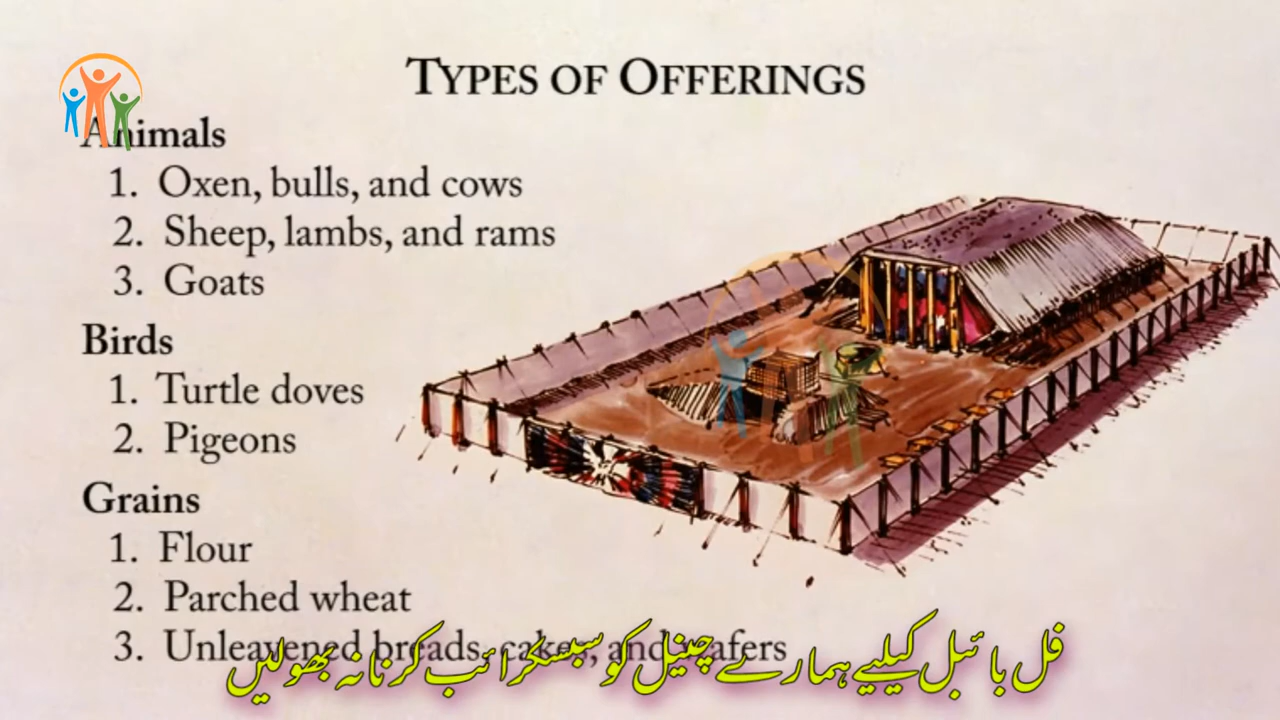 TYPES OF OFFERINGS
Animals
1. Oxen, bulls, and cows
2. Sheep, lambs, and rams
3. Goats
Birds
1. Turtle doves
2. Pigeons
Grains
1. Flour
2. Parched wheat
3. Unleavened breads, cakes, and wafers
فل بائبل کیلیے ہمارے چینیل کو سبسکرائب کرنا نہ بھولیں